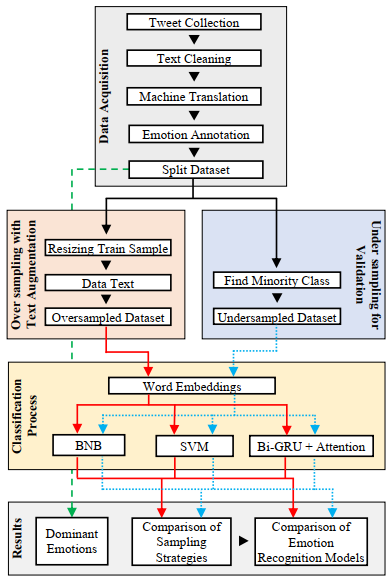 Data Acquisition
Tweet Collection
Text Cleaning
Machine Translation
Emotion Annotation
Split Dataset
Over sampling with
Text Augmentation
Resizing Train Sample
Data Text
Oversampled Dataset
Find Minority Class
Undersampled Dataset
Under sampling for
Validation
Classification
Process
Word Embeddings
BNB
SVM
Bi-GRU + Attention
Results
Dominant
Emotions
Comparison of
Sampling
Strategies
Comparison of
Emotion
Recognition Models